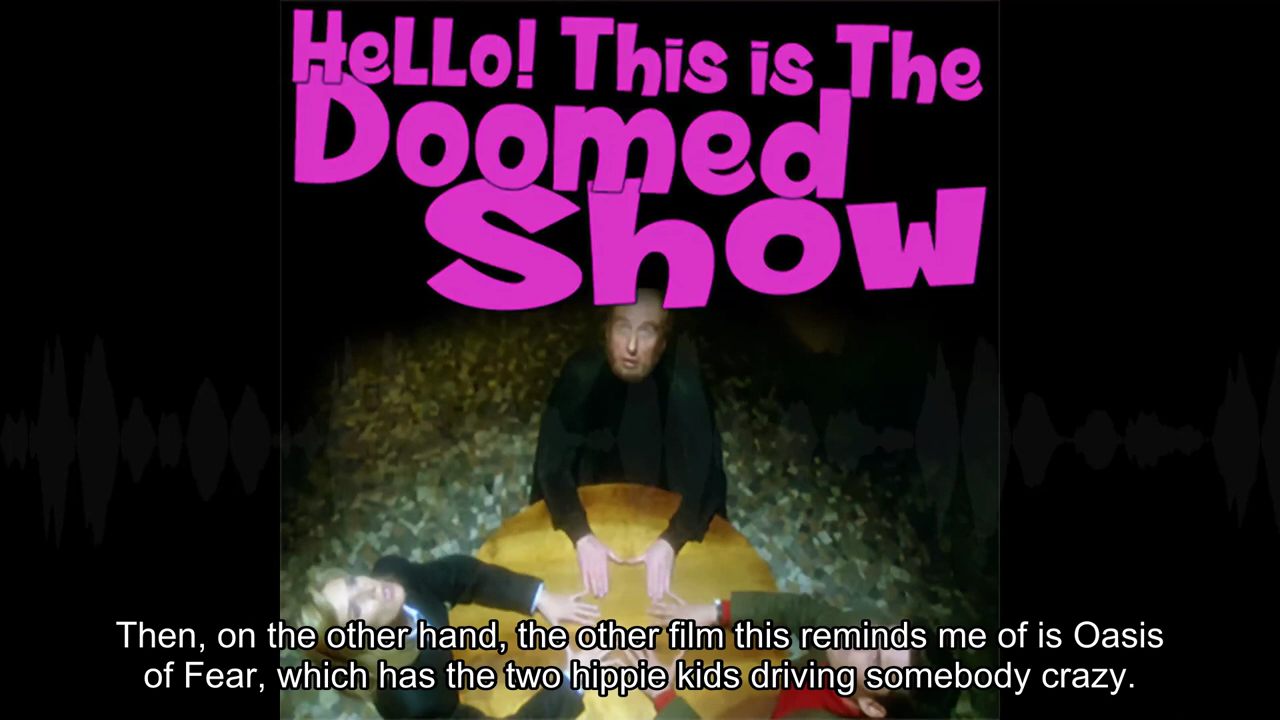 HeLLo! This is The
Doomed
Show
Then, on the other hand, the other film this reminds me of is Oasis
of Fear, which has the two hippie kids driving somebody crazy.